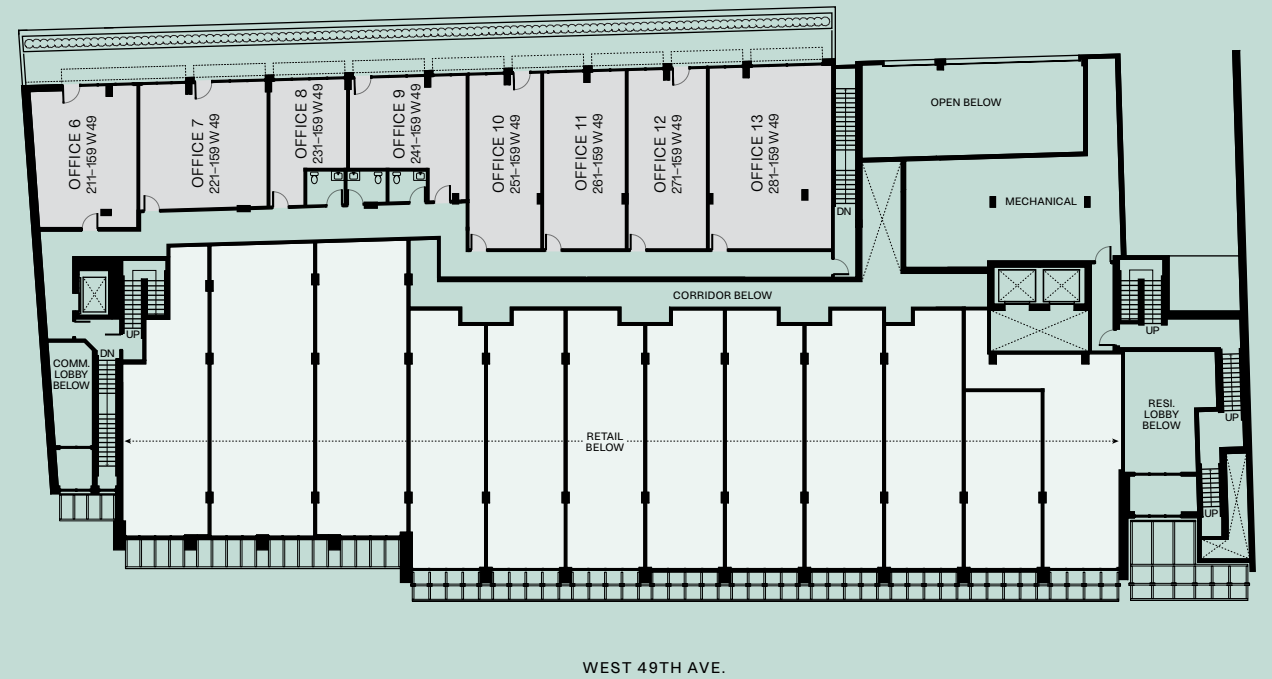 OFFICE 6
211–159 W 49
OFFICE 7
221–159 W 49
OFFICE 8
231–159 W 49
OFFICE 9
241–159 W 49
OFFICE 10
251–159 W 49
OFFICE 11
261–159 W 49
OFFICE 12
271–159 W 49
OFFICE 13
281–159 W 49
DN
OPEN BELOW
MECHANICAL
CORRIDOR BELOW
UP
DN
COMM.
LOBBY
BELOW
RETAIL
BELOW
UP
RESI.
LOBBY
BELOW
UP
UP
WEST 49TH AVE.